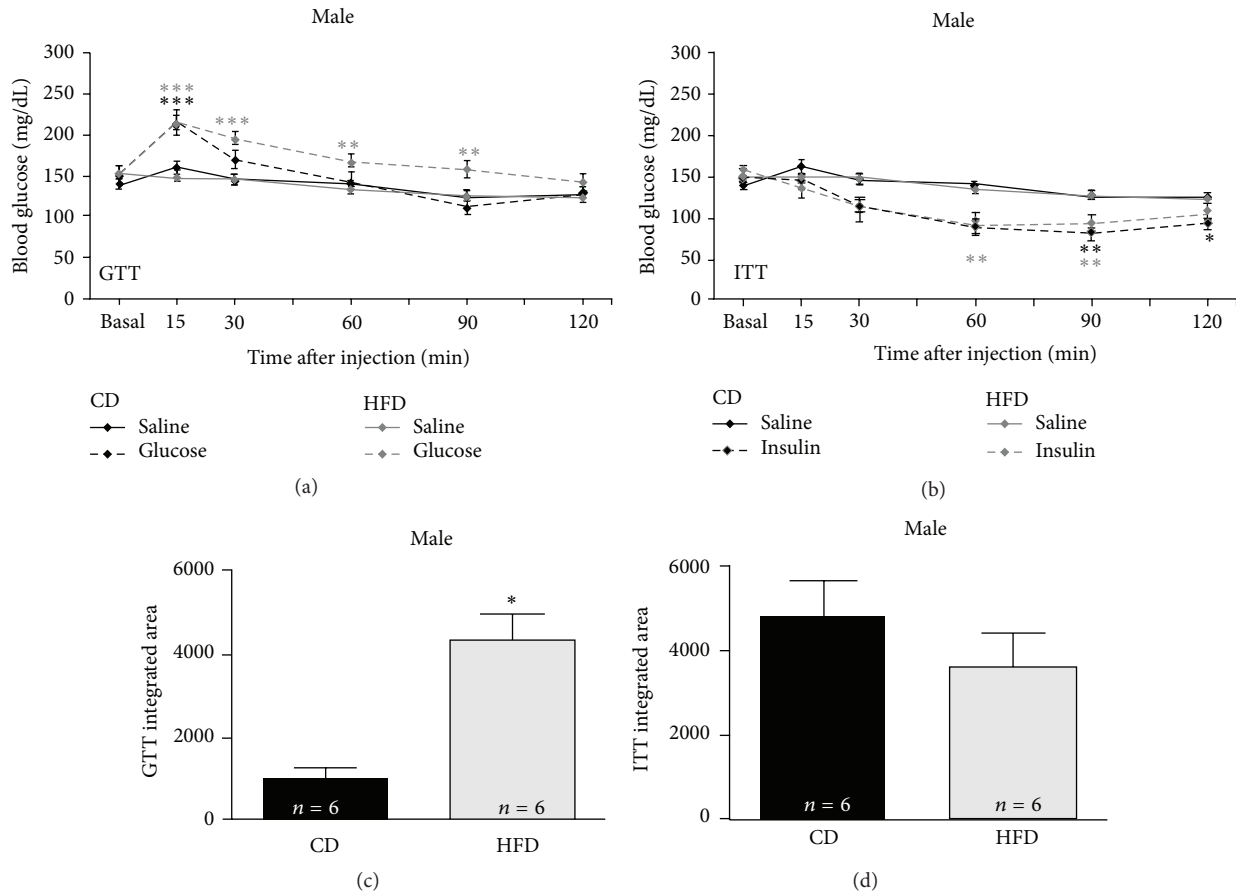 Male
300
250
200
150
100
50
0
Blood glucose (mg/dL)
***
***
***
**
**
GTT
Basal 15 30 60 90 120
Time after injection (min)
CD HFD
Saline Saline
Glucose Glucose
(a)
Male
300
250
200
150
100
50
0
Blood glucose (mg/dL)
**
**
**
*
ITT
Basal 15 30 60 90 120
Time after injection (min)
CD HFD
Saline Saline
Insulin Insulin
(b)
Male
6000
4000
2000
0
GTT integrated area
*
n = 6 n = 6
CD HFD
(c)
Male
6000
4000
2000
0
ITT integrated area
n = 6 n = 6
CD HFD
(d)